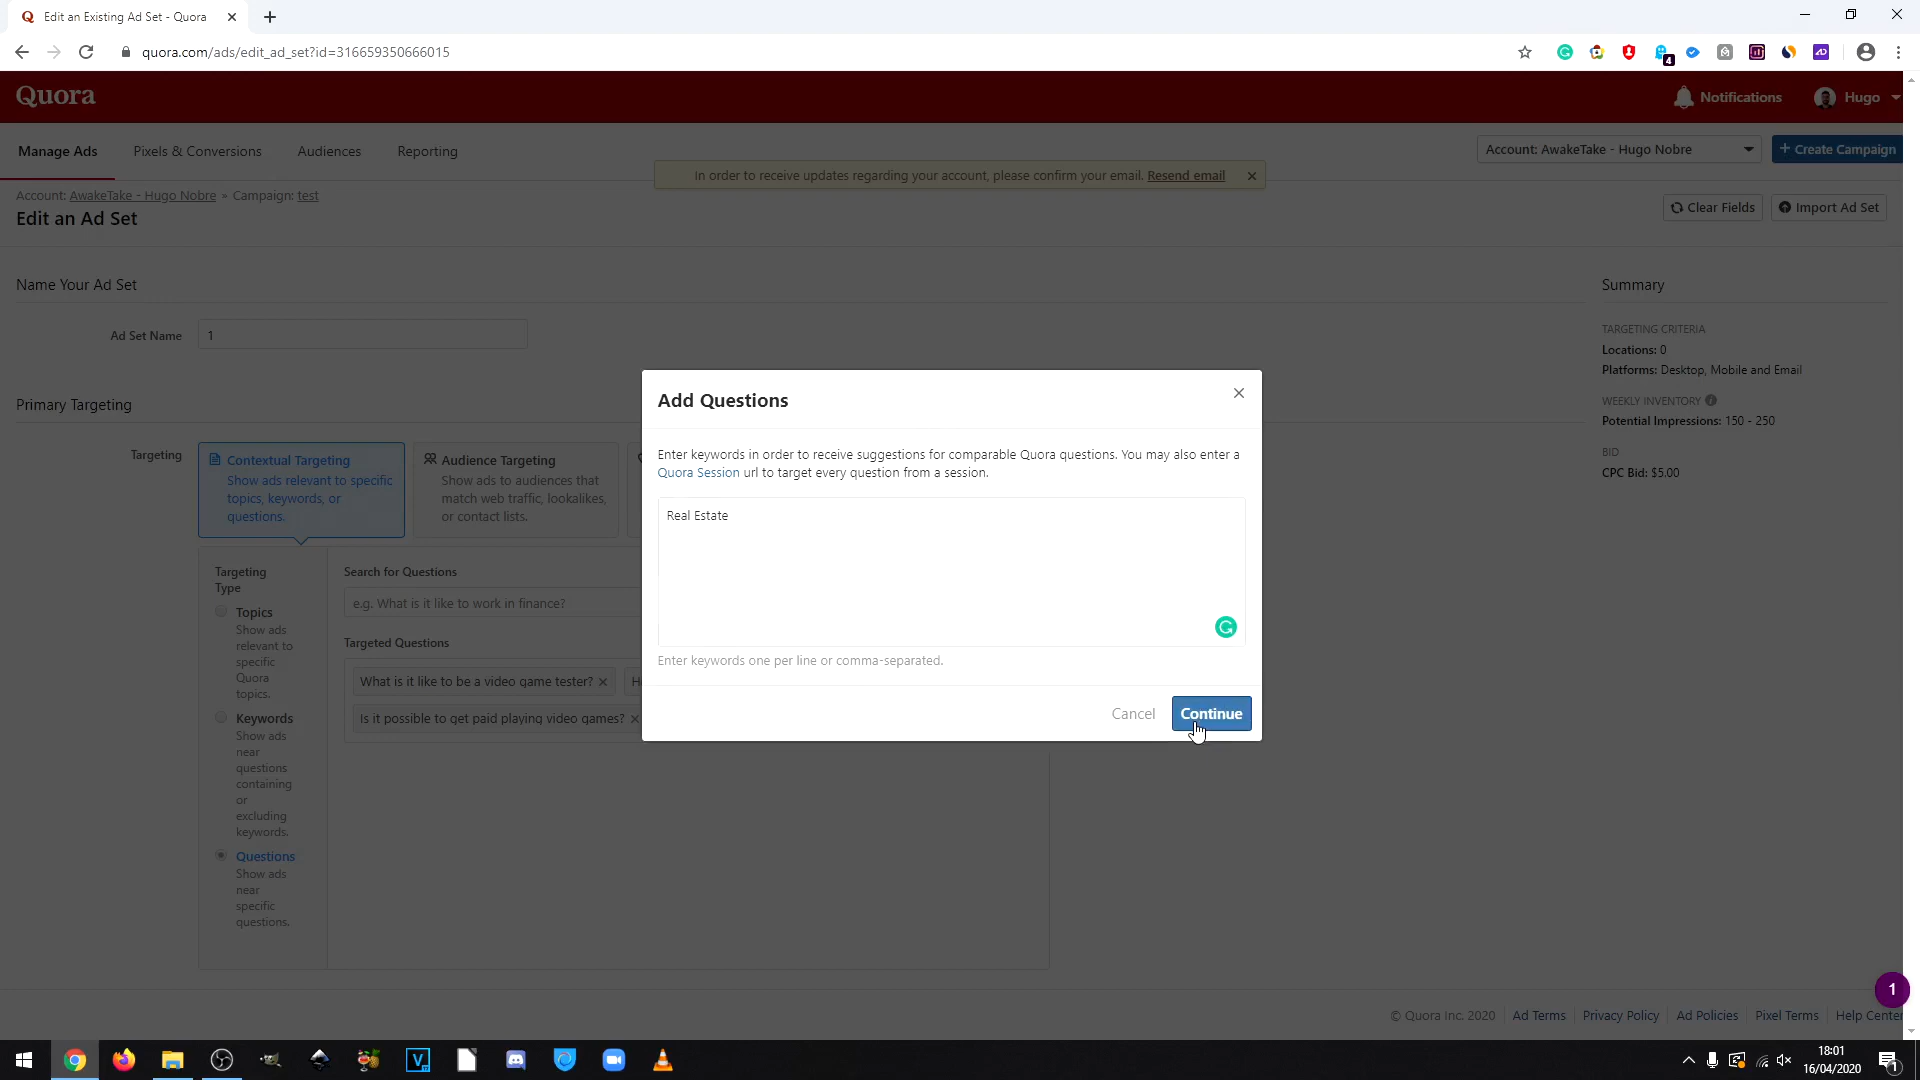 Edit an Existing Ad Set - Quora
quora.com/ads/edit_ad_set?id=316659350666015
4
Quora
Notifications
Hugo
Manage Ads
Pixels & Conversions
Audiences
Reporting
Account: AwakeTake - Hugo Nobre
+ Create Campaign
In order to receive updates regarding your account, please confirm your email. Resend email
Account: AwakeTake - Hugo Nobre » Campaign: test
Edit an Ad Set
Clear Fields
Import Ad Set
Name Your Ad Set
Ad Set Name
1
Primary Targeting
Targeting
Contextual Targeting
Show ads relevant to specific
topics, keywords, or
questions.
Audience Targeting
Show ads to audiences that
match web traffic, lookalikes,
or contact lists.
Targeting
Type
Topics
Show ads
relevant to
specific
Quora
topics.
Keywords
Show ads
near
questions
containing
or
excluding
keywords.
Questions
Show ads
near
specific
questions.
Search for Questions
e.g. What is it like to work in finance?
Targeted Questions
What is it like to be a video game tester?
Is it possible to get paid playing video games?
Add Questions
Enter keywords in order to receive suggestions for comparable Quora questions. You may also enter a
Quora Session url to target every question from a session.
Real Estate
Enter keywords one per line or comma-separated.
Cancel
Continue
Summary
TARGETING CRITERIA
Locations: 0
Platforms: Desktop, Mobile and Email
WEEKLY INVENTORY
Potential Impressions: 150 - 250
BID
CPC Bid: $5.00
1
© Quora Inc. 2020
Ad Terms
Privacy Policy
Ad Policies
Pixel Terms
Help Center
18:01
16/04/2020
1